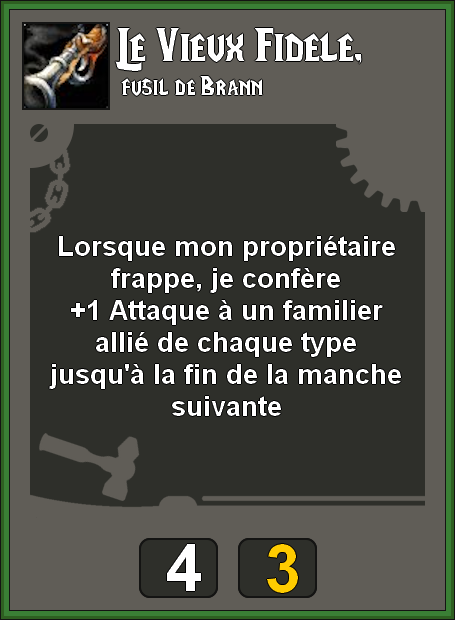 Le Vieux Fidele,
fusil de Brann
Lorsque mon propriétaire
frappe, je confère
+1 Attaque à un familier
allié de chaque type
jusqu'à la fin de la manche
suivante
4 3